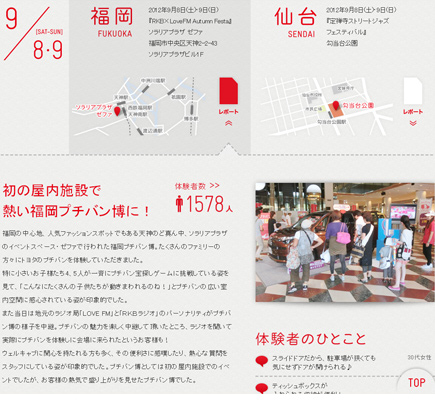 9/8·9
[SAT-SUN]
福岡
FUKUOKA
2012年9月8日(土)・9日(日)
『RKB×LoveFM Autumn Festa』
ソラリアプラザ ゼファ
福岡市中央区天神2-2-43
ソラリアプラザビル1F
中洲川端
天神
祇園
ソラリアプラザ
ゼファ
西鉄福岡駅
天神南
博多駅
渡辺通
レポート
仙台
SENDAI
2012年9月8日(土)・9日(日)
『定禅寺ストリートジャズ
フェスティバル』
勾当台公園
勾当台公園
勾当台公園駅
レポート
初の屋内施設で
熱い福岡プチバン博に！
体験者数 >>
1578人
福岡の中心地、人気ファッションスポットでもある天神のど真ん中、ソラリアプラザ
のイベントスペース・ゼファで行われた福岡プチバン博。たくさんのファミリーの
方々にトヨタのプチバンを体験していただきました。
特に小さいお子様たち4、5人が一斉にプチバン宝探しゲームに挑戦している姿を
見て、「こんなにたくさんの子供たちが動きまわれるのね！」とプチバンの広い室
内空間に感心されている姿が印象的でした。
また当日は地元のラジオ局「LOVE FM」と「RKBラジオ」のパーソナリティがプチバ
ン博の様子を中継。プチバンの魅力を楽しく中継して頂いたところ、ラジオを聞いて
実際にプチバンを体験しに会場に来られたというお客様も！
ウェルキャブに関心を持たれる方も多く、その便利さに感嘆したり、熱心な質問を
スタッフにしている姿が印象的でした。プチバン博としては初の屋内施設でのイベ
ントでしたが、お客様の熱気で盛り上がりを見せたプチバン博でした。
体験者のひとこと
スライドドアだから、駐車場が狭くても
気にせずドアが開けられる♪
30代女性
ティッシュボックスが
TOP